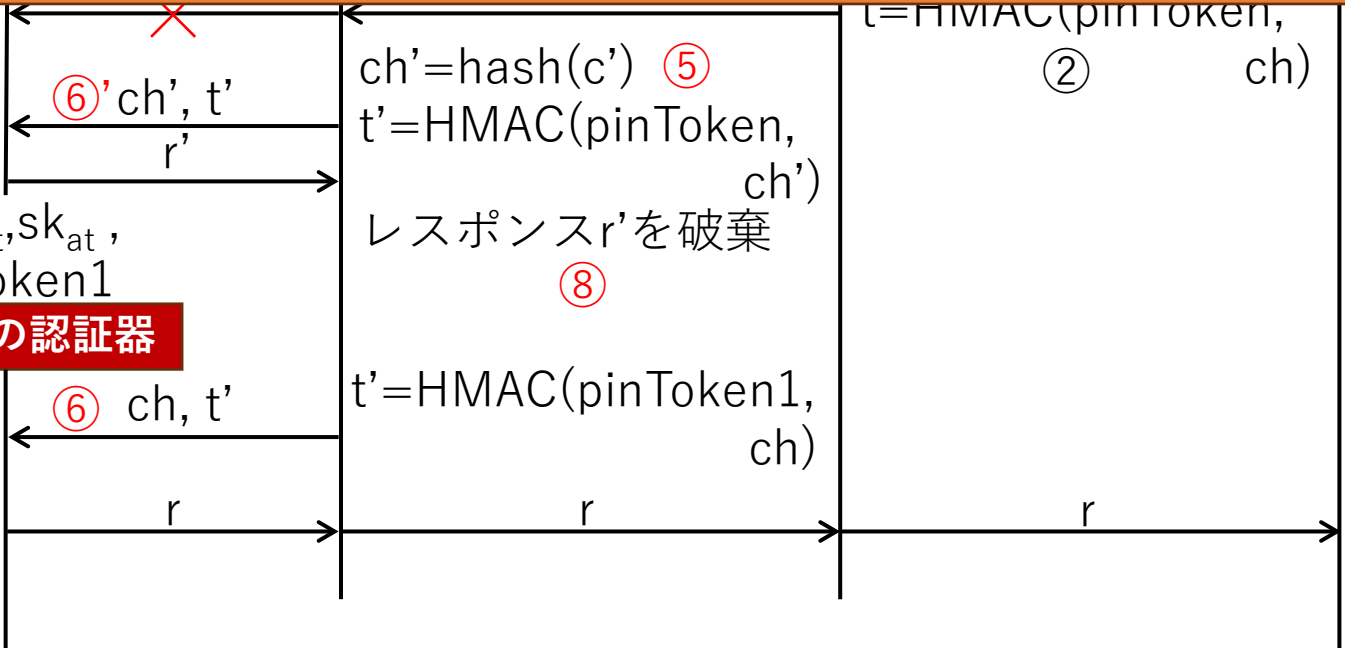 t=HMAC(pinToken,
② ch)
ch’=hash(c’) ⑤
⑥’ ch’, t’
t’=HMAC(pinToken,
ch’)
r’
,sk_at ,
レスポンスr’を破棄
oken1
⑧
の認証器
t’=HMAC(pinToken1,
ch)
⑥ ch, t’
r
r
r